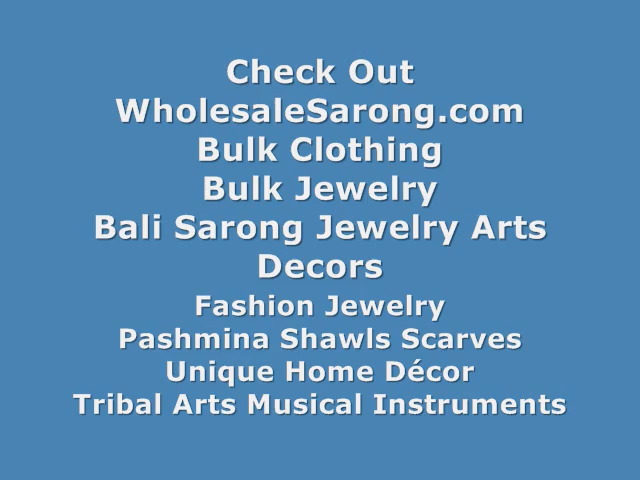 Check Out
WholesaleSarong.com
Bulk Clothing
Bulk Jewelry
Bali Sarong Jewelry Arts
Decors
Fashion Jewelry
Pashmina Shawls Scarves
Unique Home Décor
Tribal Arts Musical Instruments